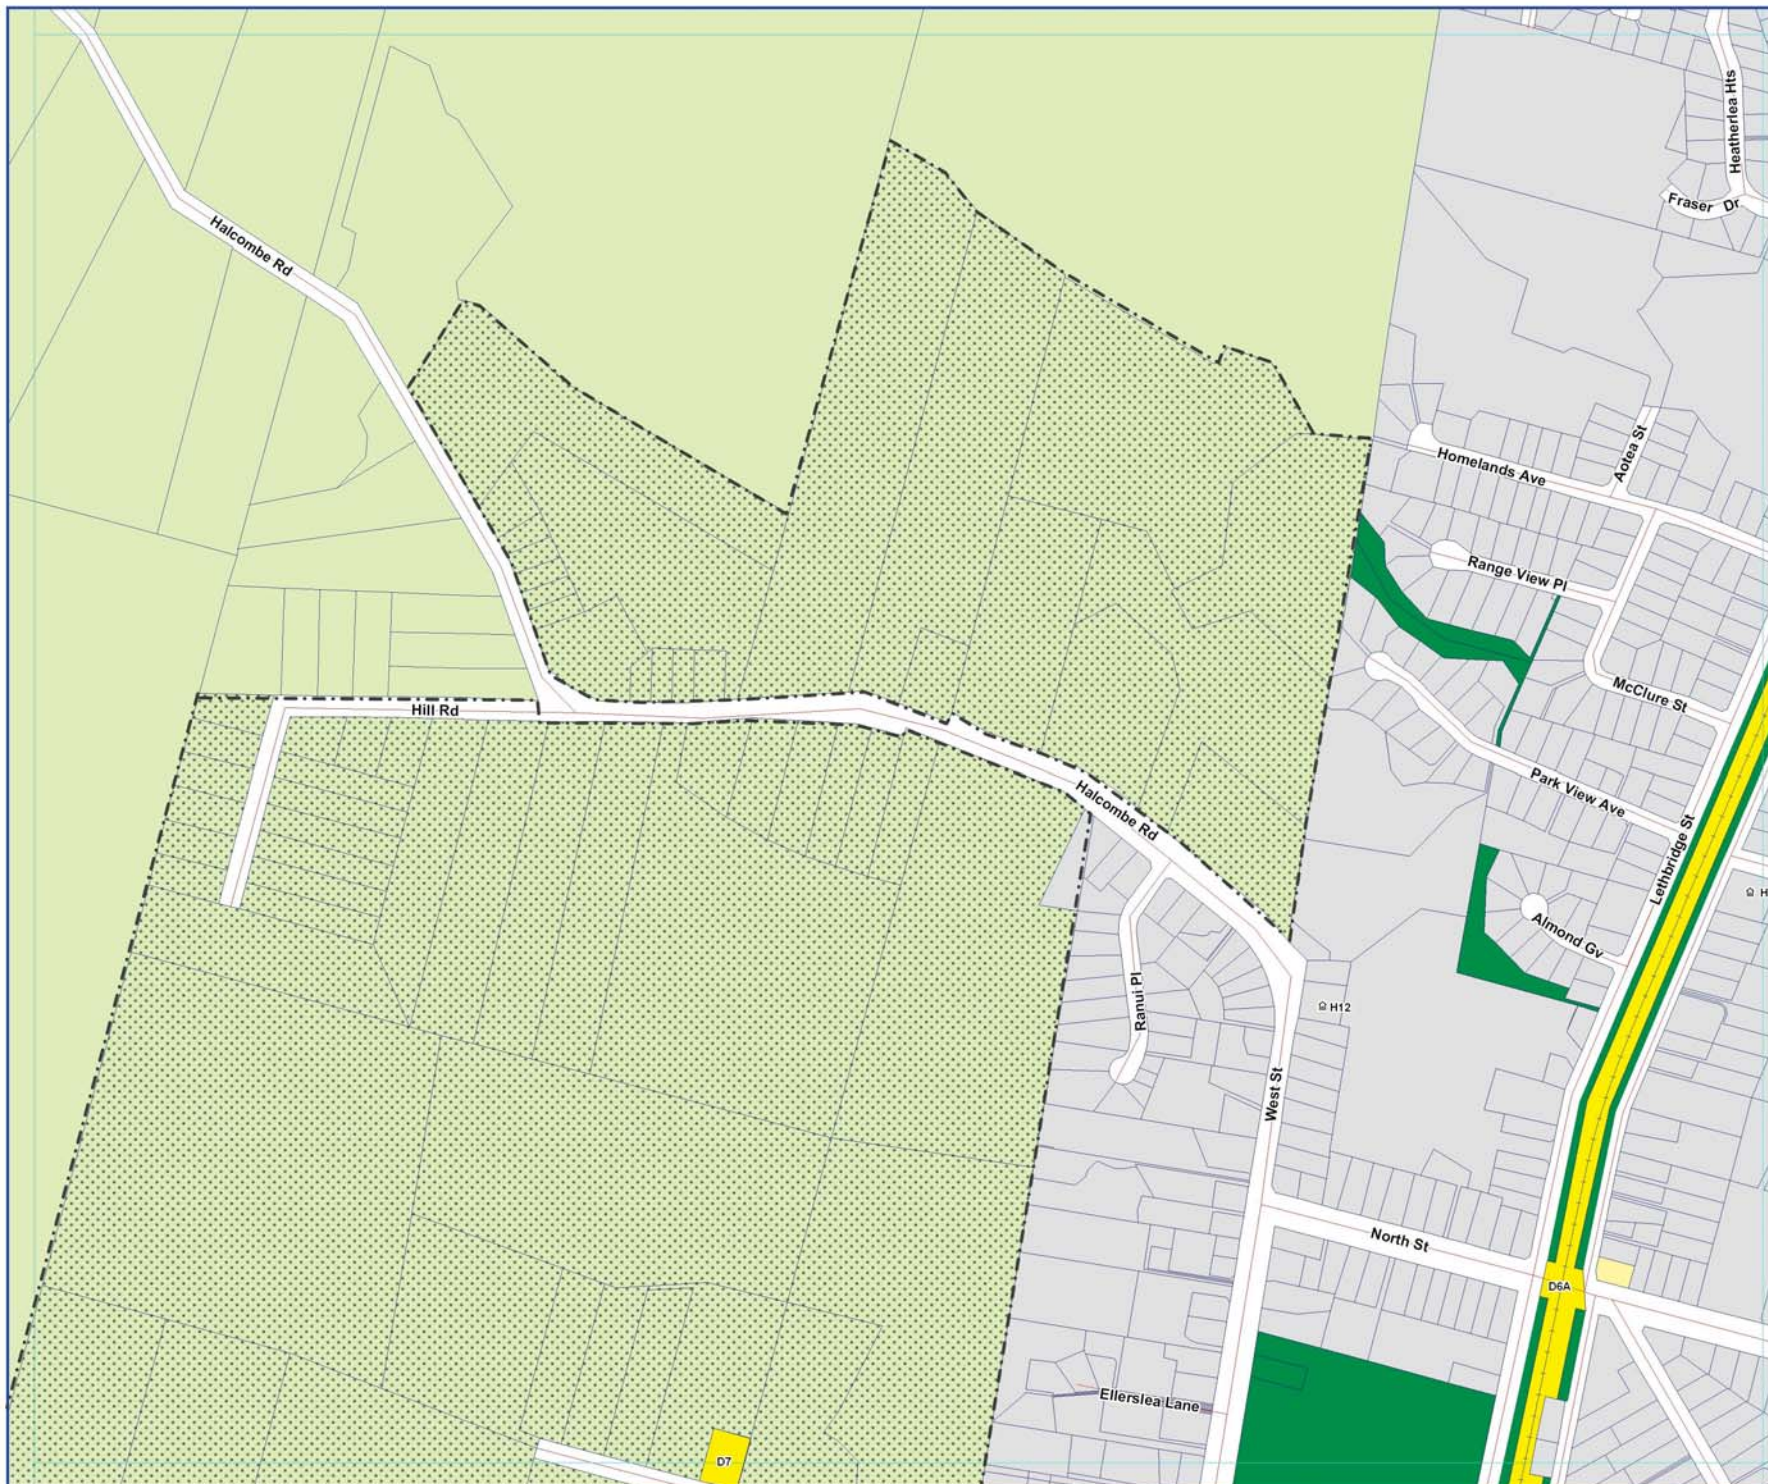 Heatherlea Hts
Fraser Dr
Halcombe Rd
Aotea St
Homelands Ave
Range View Pl
McClure St
Hill Rd
Park View Ave
Halcombe Rd
Lethbridge St
H
Almond Gv
Ranui Pl
H12
West St
North St
D6A
Ellerslea Lane
D7